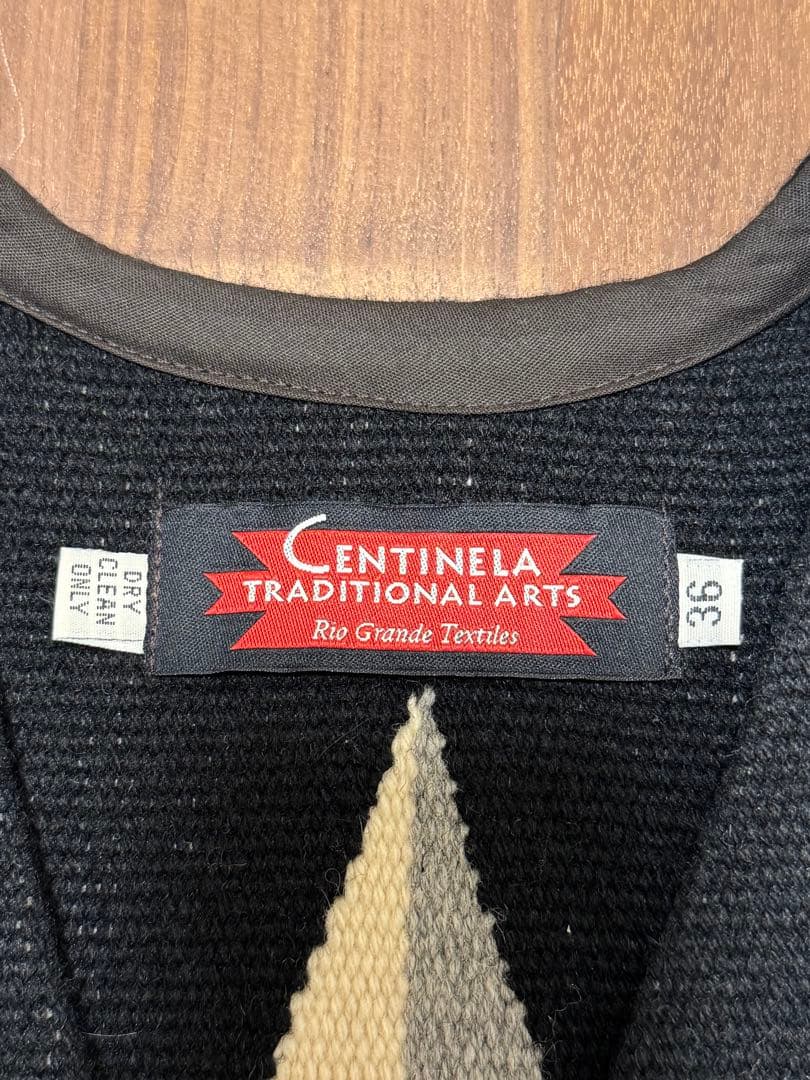 CENTINELA
TRADITIONAL ARTS
Rio Grande Textiles
DRY
CLEAN
ONLY
36